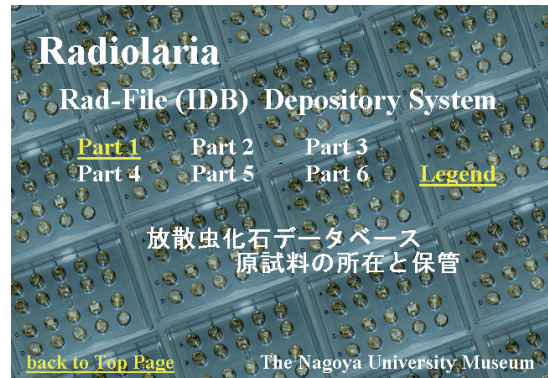 Radiolaria
Rad-File (IDB) Depository System
Part 1 Part 2 Part 3
Part 4 Part 5 Part 6 Legend
放散虫化石データベース
原試料の所在と保管
back to Top Page The Nagoya University Museum